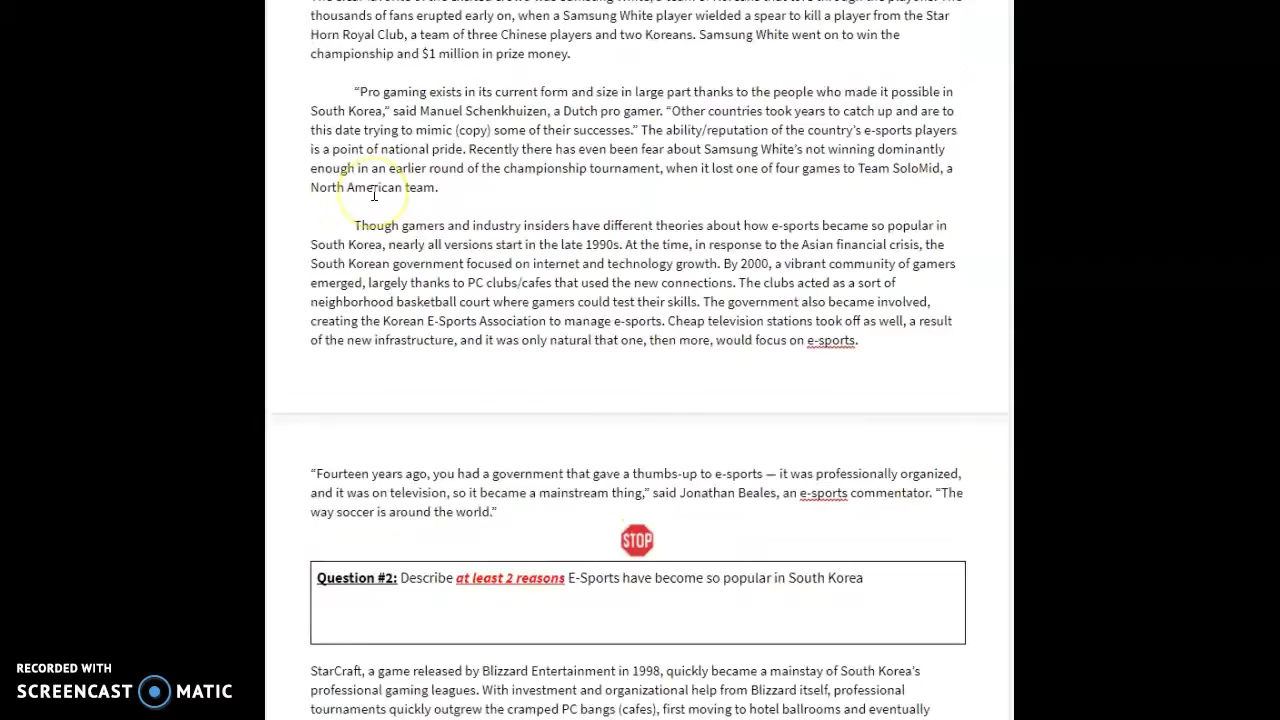 thousands of fans erupted early on, when a Samsung White player wielded a spear to kill a player from the Star
Horn Royal Club, a team of three Chinese players and two Koreans. Samsung White went on to win the
championship and $1 million in prize money.
“Pro gaming exists in its current form and size in large part thanks to the people who made it possible in
South Korea,” said Manuel Schenkhuizen, a Dutch pro gamer. “Other countries took years to catch up and are to
this date trying to mimic (copy) some of their successes.” The ability/reputation of the country’s e-sports players
is a point of national pride. Recently there has even been fear about Samsung White’s not winning dominantly
enough in an earlier round of the championship tournament, when it lost one of four games to Team SoloMid, a
North American team.
Though gamers and industry insiders have different theories about how e-sports became so popular in
South Korea, nearly all versions start in the late 1990s. At the time, in response to the Asian financial crisis, the
South Korean government focused on internet and technology growth. By 2000, a vibrant community of gamers
emerged, largely thanks to PC clubs/cafes that used the new connections. The clubs acted as a sort of
neighborhood basketball court where gamers could test their skills. The government also became involved,
creating the Korean E-Sports Association to manage e-sports. Cheap television stations took off as well, a result
of the new infrastructure, and it was only natural that one, then more, would focus on e-sports.
“Fourteen years ago, you had a government that gave a thumbs-up to e-sports — it was professionally organized,
and it was on television, so it became a mainstream thing,” said Jonathan Beales, an e-sports commentator. “The
way soccer is around the world.”
STOP
Question #2: Describe at least 2 reasons E-Sports have become so popular in South Korea
StarCraft, a game released by Blizzard Entertainment in 1998, quickly became a mainstay of South Korea’s
professional gaming leagues. With investment and organizational help from Blizzard itself, professional
tournaments quickly outgrew the cramped PC bangs (cafes), first moving to hotel ballrooms and eventually
RECORDED WITH
SCREENCAST MATIC